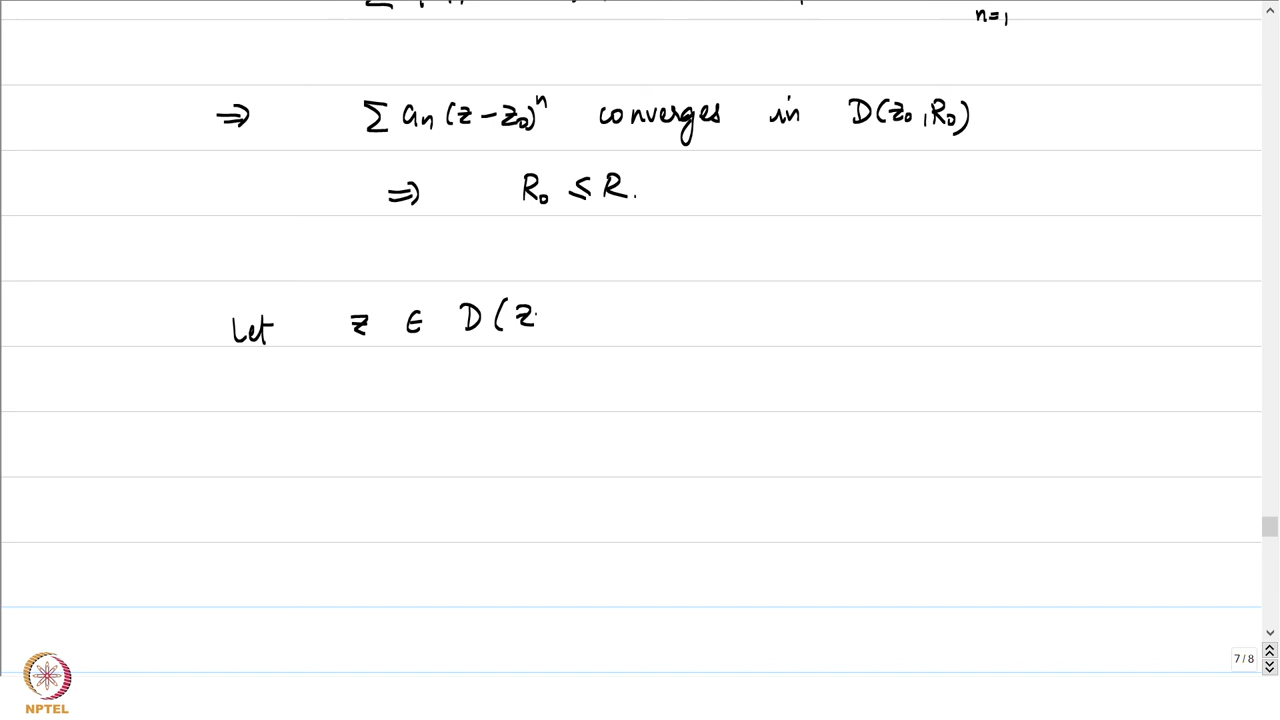 n=1
⇒ Σ aₙ (z − z₀)ⁿ converges in D(z₀, R₀)
⇒ R₀ ≤ R.
Let z ∈ D(z
7 / 8
NPTEL